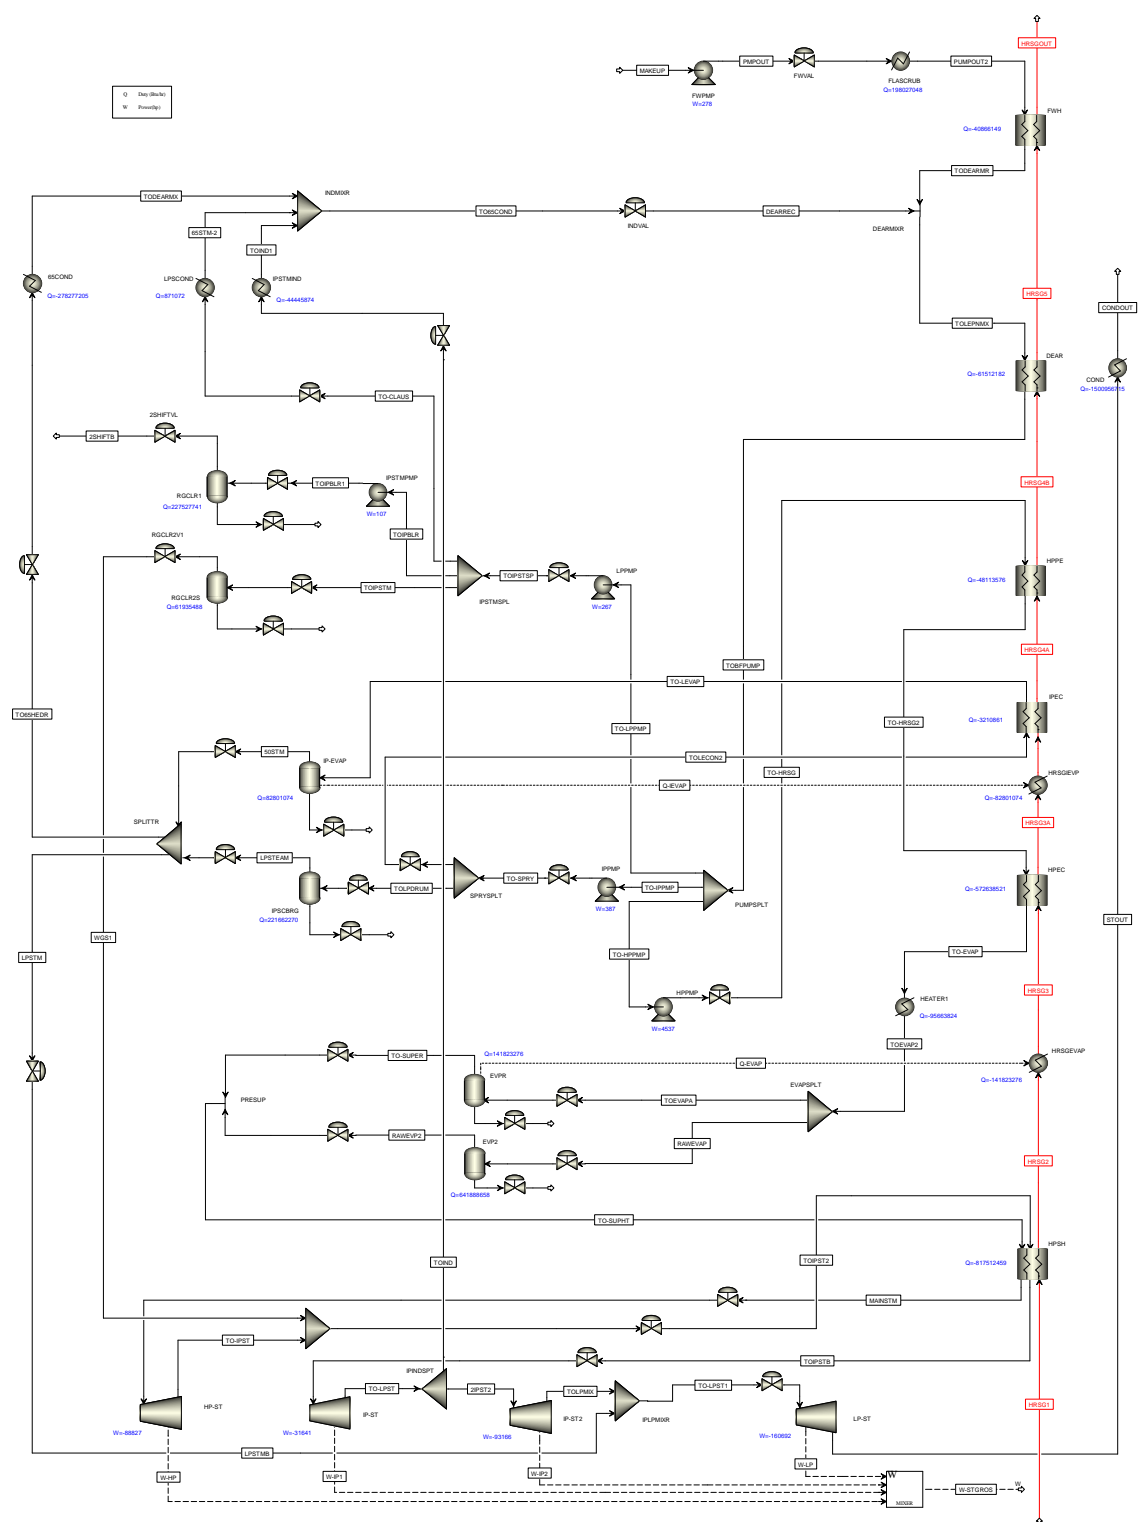 HRSGOUT
MAKEUP
PMPOUT
FWVAL
PUMPOUT2
FWPMP
W=278
FLASCRUB
Q=198027048
Q Duty (Btu/hr)
W Power(hp)
FWH
Q=-40866149
TODEARMR
TODEARMX
INDMIXR
65STM-2
TO65COND
INDVAL
DEARREC
DEARMIXR
TOIND1
65COND
Q=-276277205
LPSCOND
Q=871072
IPSTMIND
Q=-44445874
HRSG5
CONDOUT
TOLEPNMX
DEAR
Q=-61512182
COND
Q=-1500956715
TO-CLAUS
2SHIFTVL
2SHIFTB
IPSTMPMP
TOIPBLR1
RGCLR1
Q=227527741
W=107
HRSG4B
RGCLR2V1
TOIPBLR
HPPE
Q=-48113576
TOIPSTSP
LPPMP
W=267
TOIPSTM
IPSTMSPL
RGCLR2S
Q=61935488
HRSG4A
TOBFPUMP
TO-LEVAP
IPEC
Q=-3210861
TO65HEDR
TO-LPPMP
TO-HRSG2
50STM
IP-EVAP
Q=82801074
TOLECON2
TO-HRSG
Q-IEVAP
HRSGIEVP
Q=-82801074
SPLITTR
HRSG3A
LPSTEAM
TOLPDRUM
IPSCBRG
Q=221662270
SPRYSPLT
TO-SPRY
IPPMP
W=387
TO-IPPMP
PUMPSPLT
HPEC
Q=-572638521
STOUT
WGS1
LPSTM
TO-HPPMP
TO-EVAP
HPPMP
W=4537
HEATER1
Q=-95663824
HRSG3
TOEVAP2
TO-SUPER
Q=141823276
EVPR
Q-EVAP
HRSGEVAP
Q=-141823276
EVAPSPLT
TOEVAPA
PRESUP
RAWEVP2
EVP2
RAWEVAP
HRSG2
Q=641888658
TO-SUPHT
HPSH
Q=-817512459
TOIND
TOIPST2
MAINSTM
TO-IPST
TOIPSTB
IPINDSPT
TO-LPST
2IPST2
TOLPMIX
TO-LPST1
HRSG1
HP-ST
W=-88827
IP-ST
W=-31641
IP-ST2
W=-93166
IPLPMIXR
LP-ST
W=-160692
LPSTMB
W-HP
W-IP1
W-IP2
W-LP
W
MIXER
W-STGROS
W